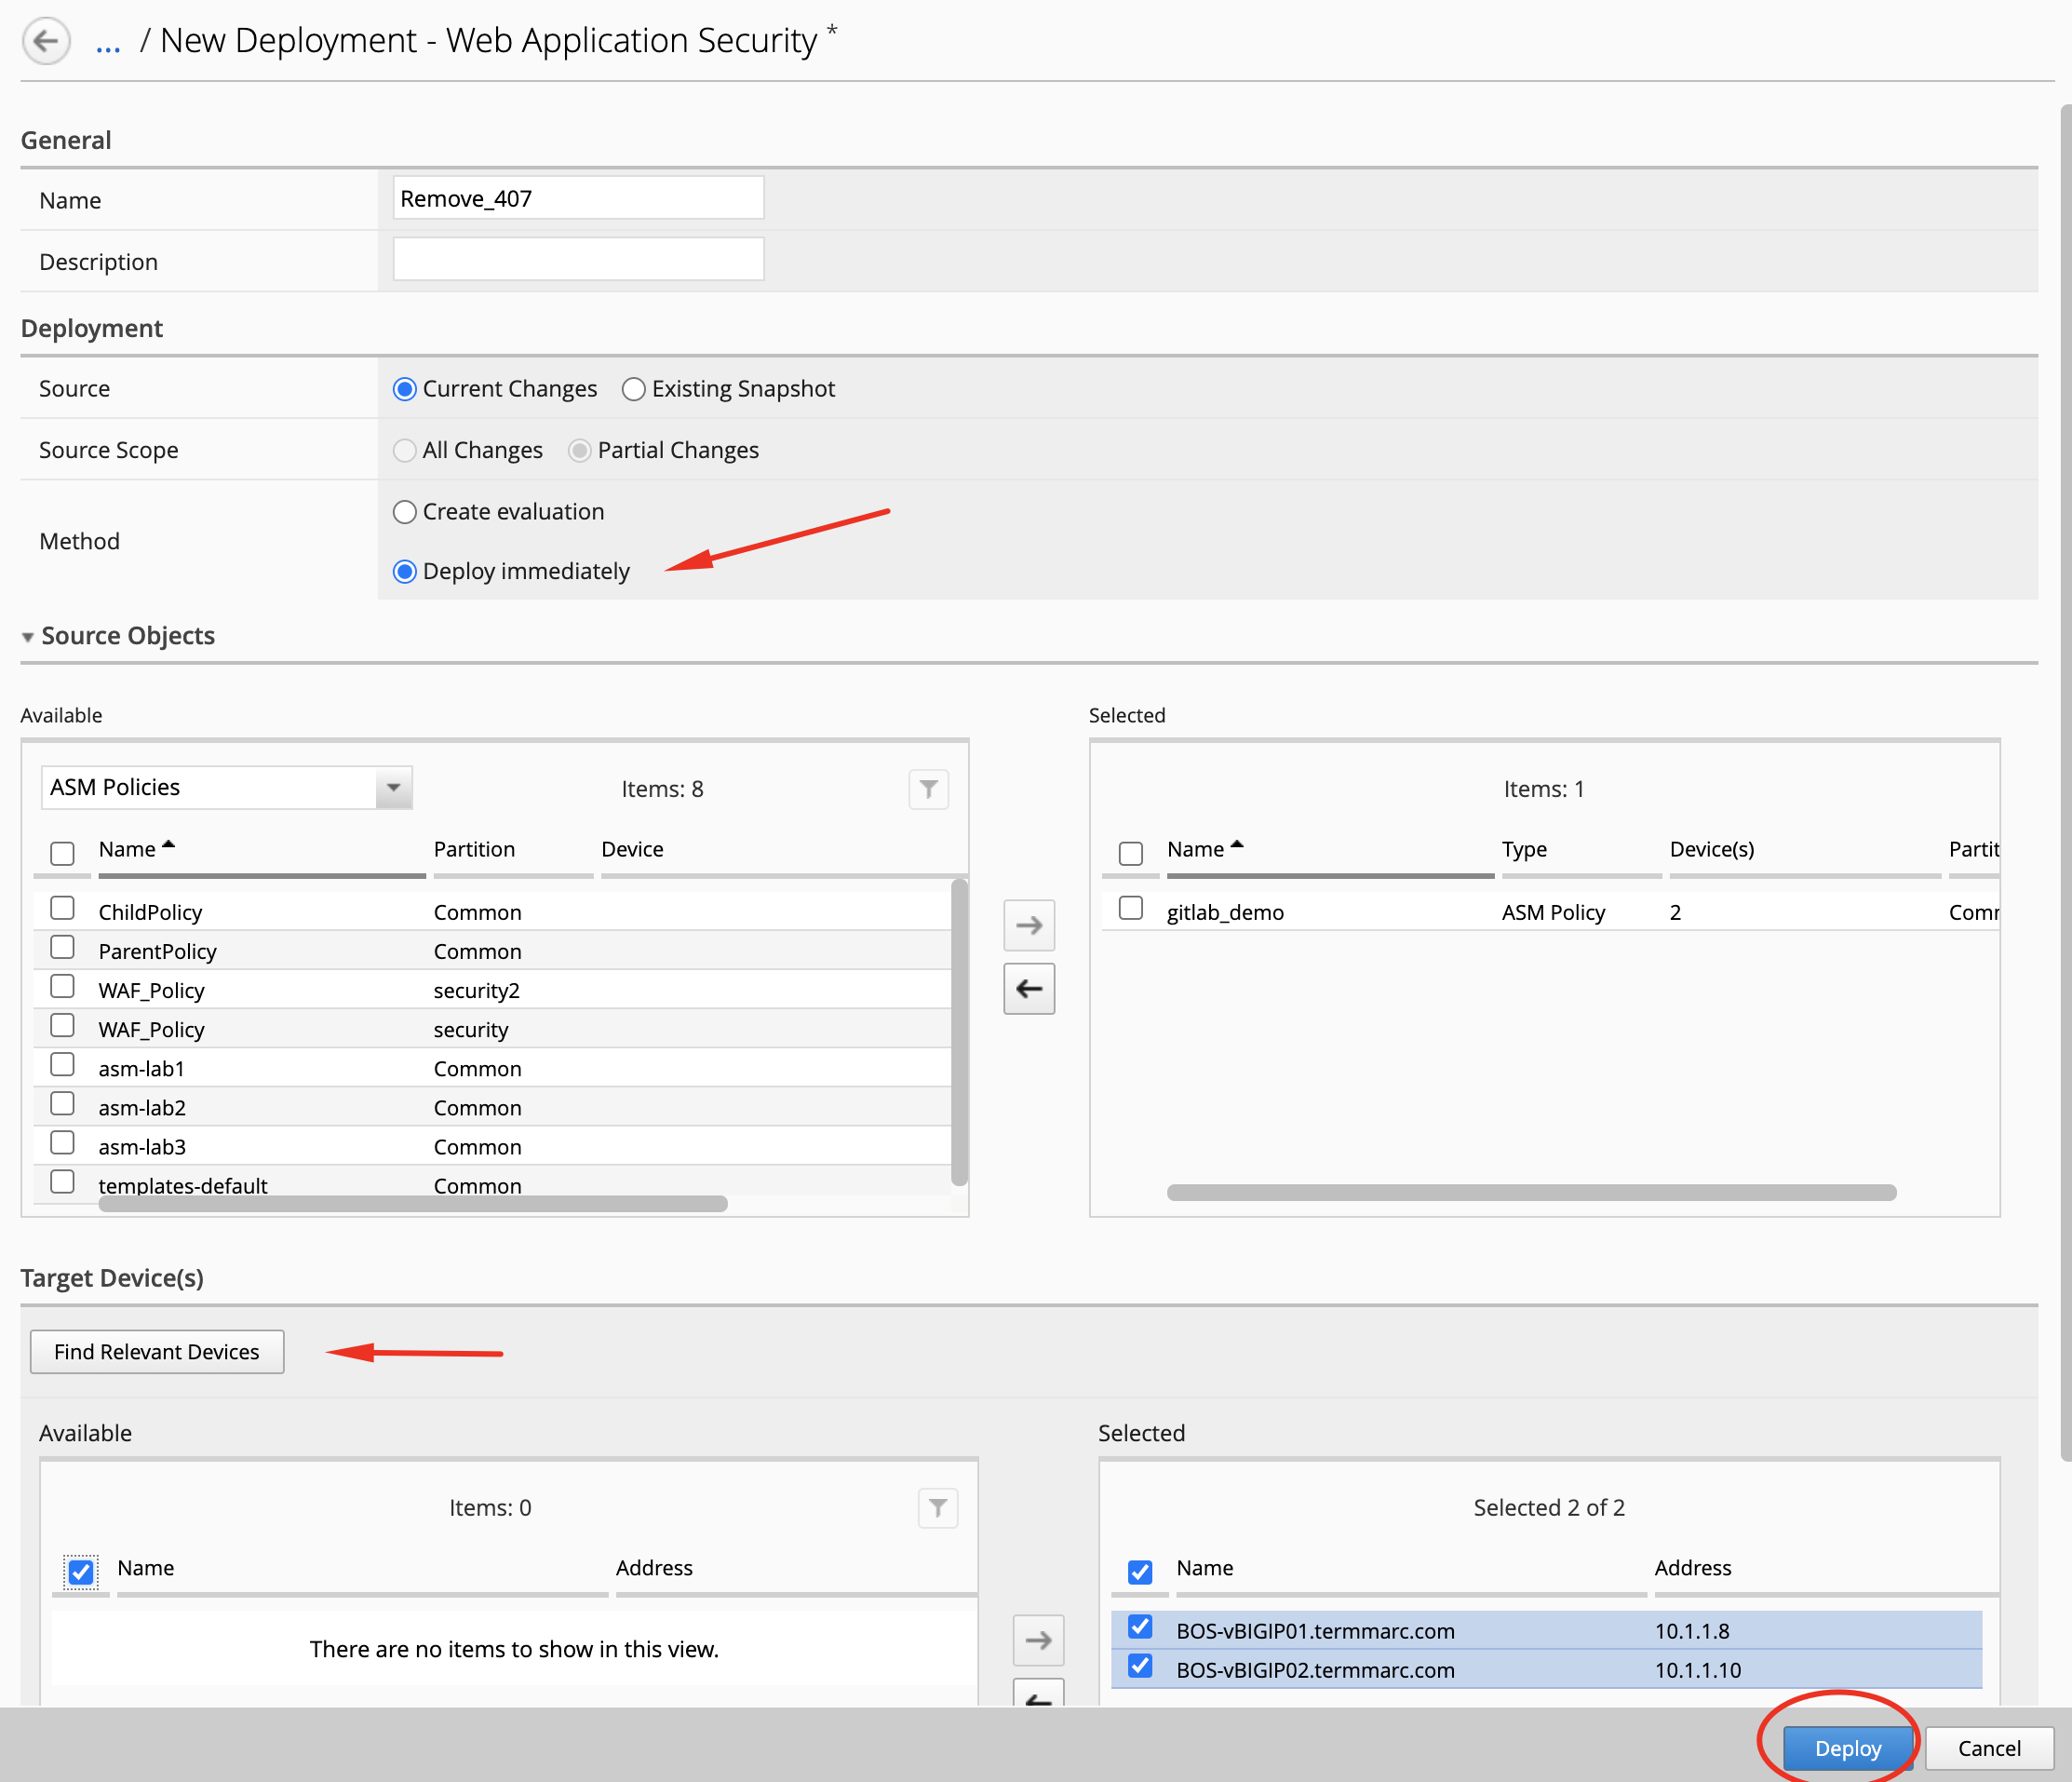 ... / New Deployment - Web Application Security *
General
Name Remove_407
Description
Deployment
Source Current Changes Existing Snapshot
Source Scope All Changes Partial Changes
Method Create evaluation
Deploy immediately
Source Objects
Available
Selected
ASM Policies Items: 8
Items: 1
Name Partition Device
Name Type Device(s) Partit
ChildPolicy Common
gitlab_demo ASM Policy 2 Comm
ParentPolicy Common
WAF_Policy security2
WAF_Policy security
asm-lab1 Common
asm-lab2 Common
asm-lab3 Common
templates-default Common
Target Device(s)
Find Relevant Devices
Available
Selected
Items: 0
Selected 2 of 2
Name Address
Name Address
There are no items to show in this view.
BOS-vBIGIP01.termmarc.com 10.1.1.8
BOS-vBIGIP02.termmarc.com 10.1.1.10
Deploy Cancel